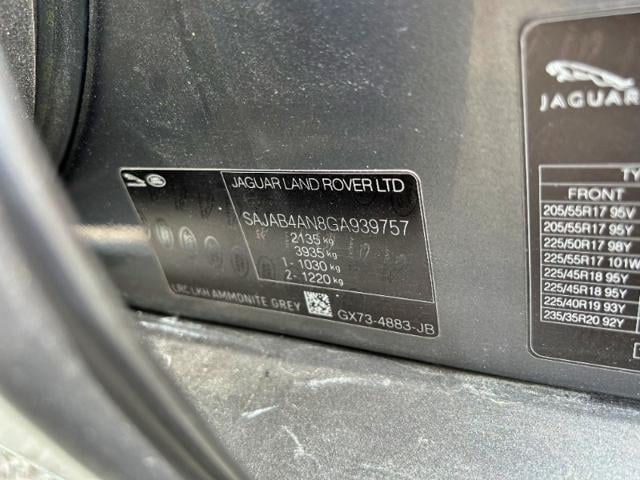 JAGUAR LAND ROVER LTD
SAJAB4AN8GA939757
2135 kg
3935 kg
1- 1030 kg
2- 1220 kg
LRC LKH AMMONITE GREY
GX73-4883-JB
JAGUAR
FRONT
205/55R17 95V
205/55R17 95Y
225/50R17 98Y
225/55R17 101W
225/45R18 95Y
225/45R18 95Y
225/40R19 93Y
235/35R20 92Y